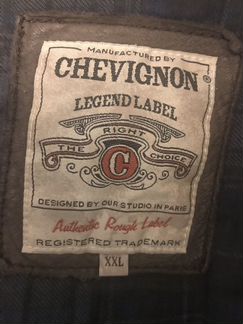 MANUFACTURED BY
CHEVIGNON®
LEGEND LABEL
RIGHT
THE CHOICE
C
DESIGNED BY OUR STUDIO IN PARIS
Authentic Rough Label
REGISTERED TRADEMARK
XXL